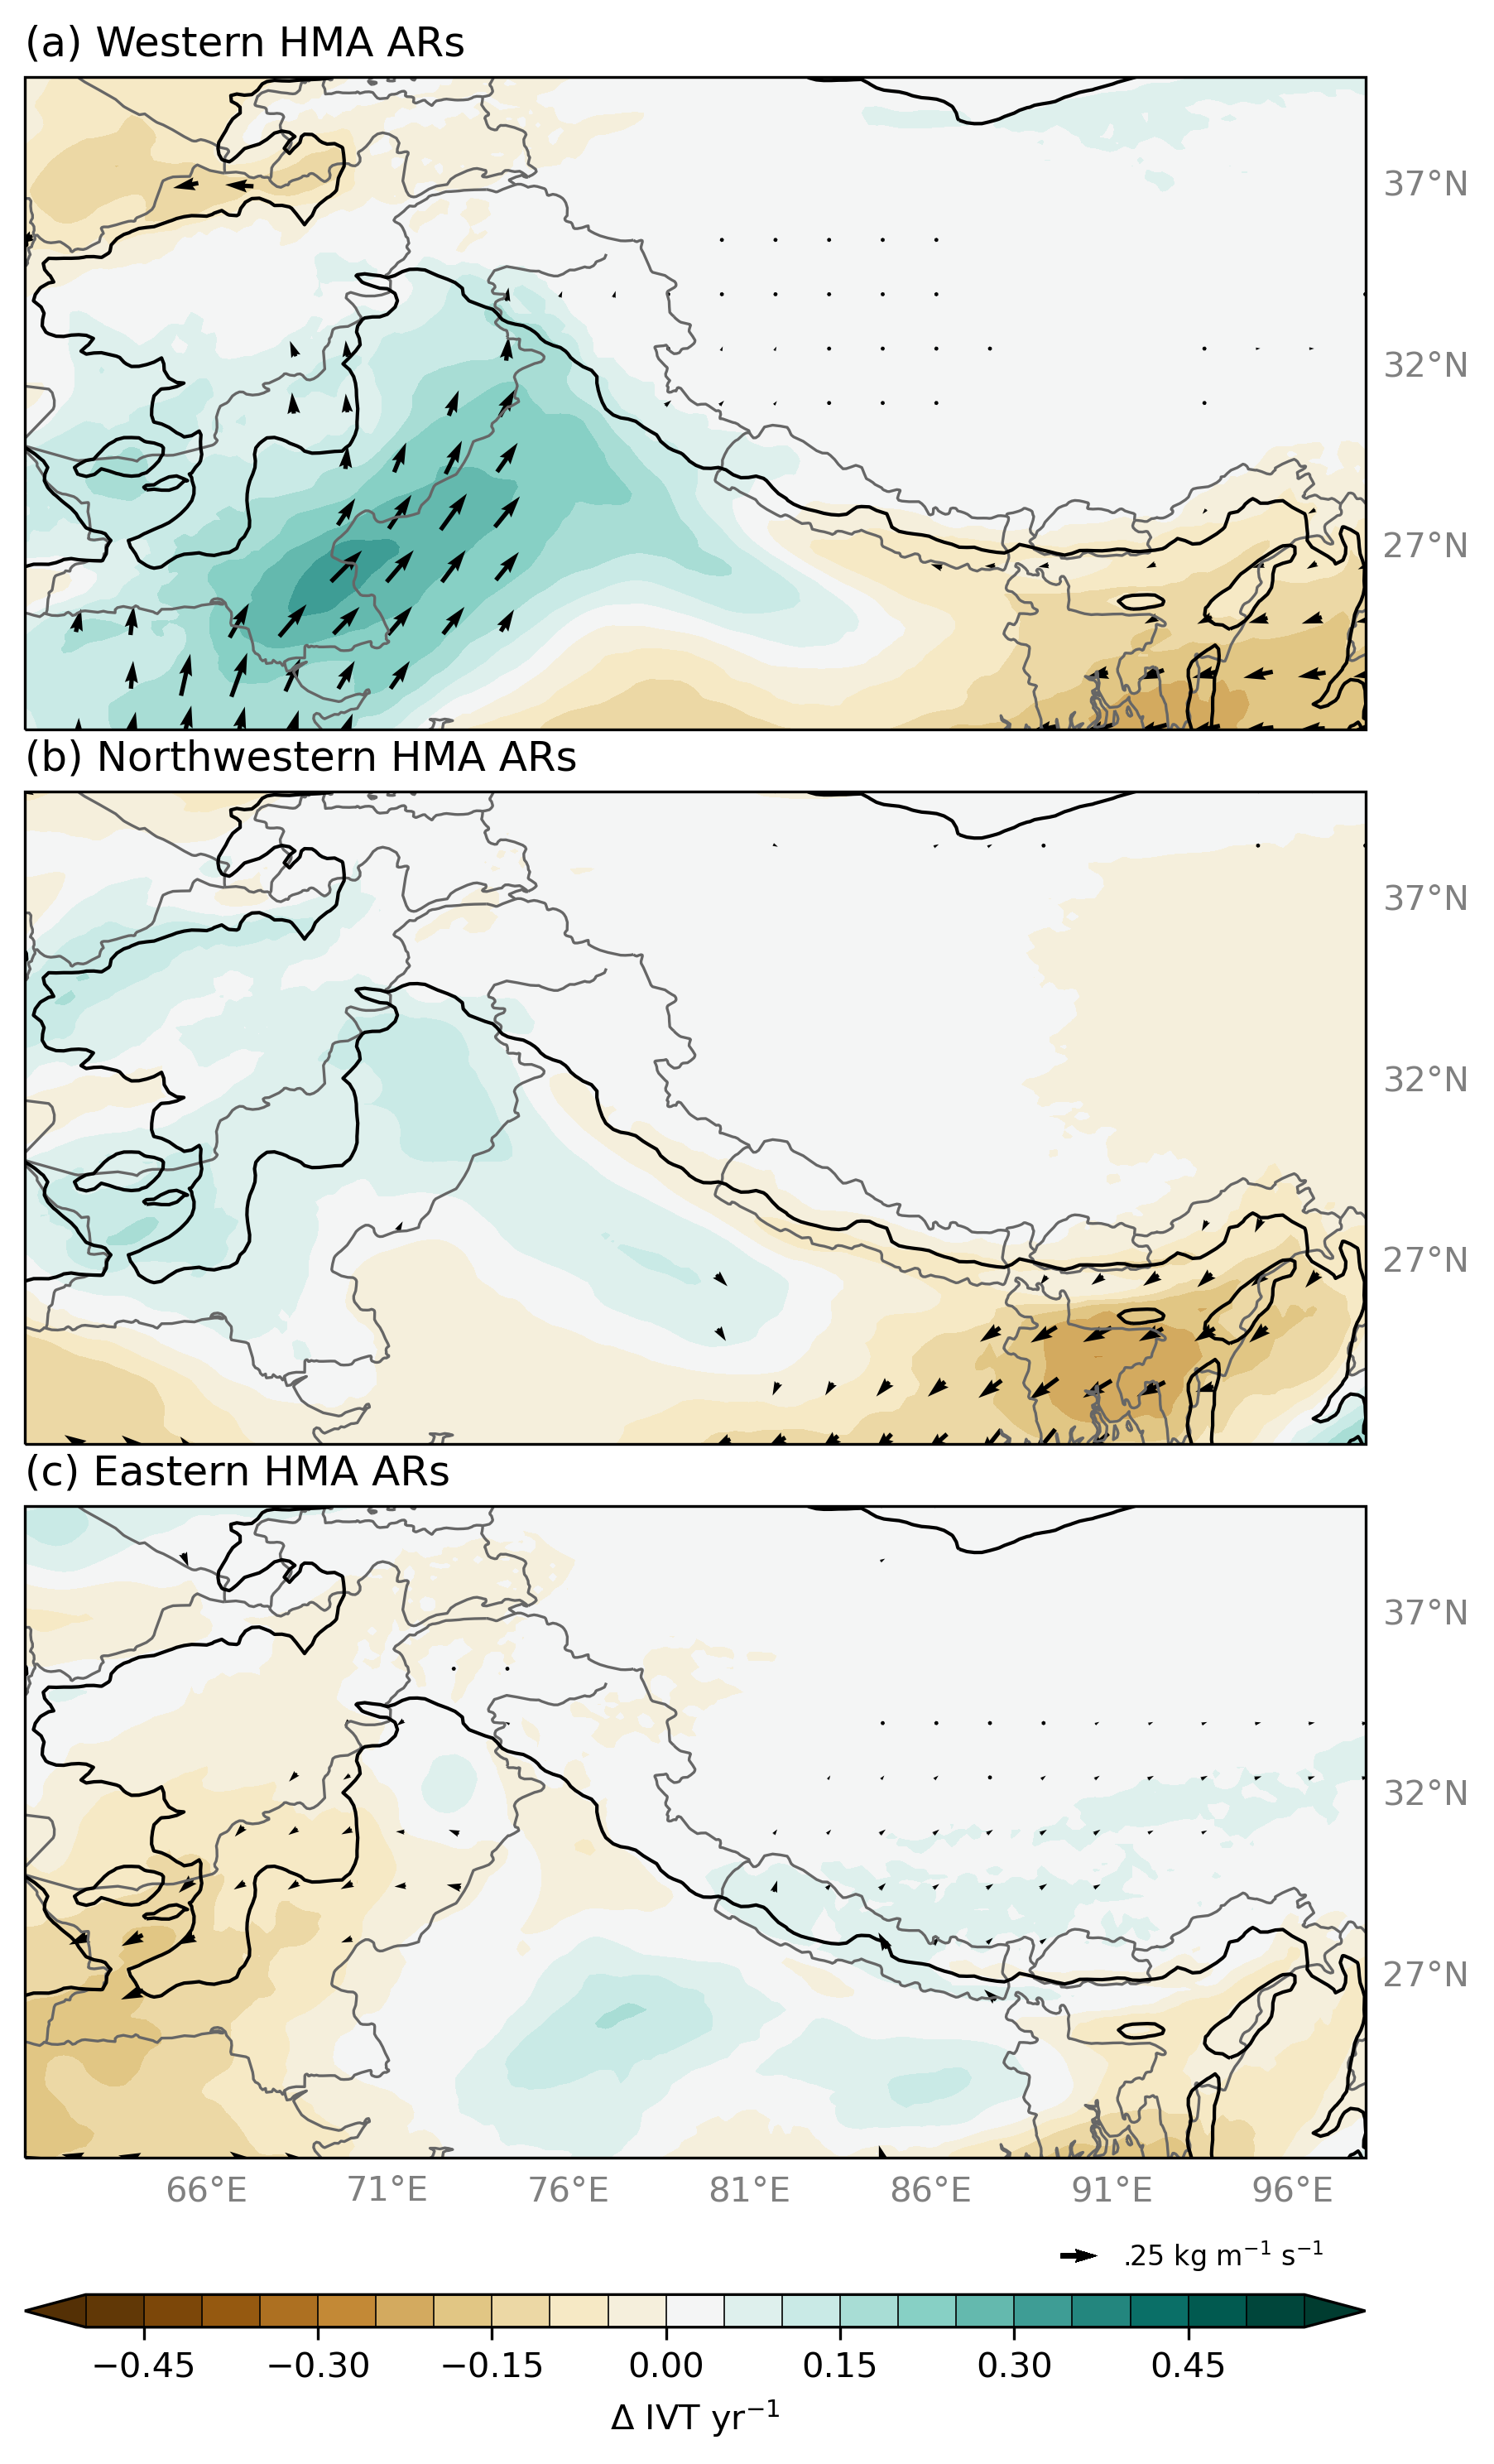 (a) Western HMA ARs
37°N
32°N
27°N
(b) Northwestern HMA ARs
37°N
32°N
27°N
(c) Eastern HMA ARs
37°N
32°N
27°N
66°E 71°E 76°E 81°E 86°E 91°E 96°E
.25 kg m⁻¹ s⁻¹
−0.45 −0.30 −0.15 0.00 0.15 0.30 0.45
Δ IVT yr⁻¹